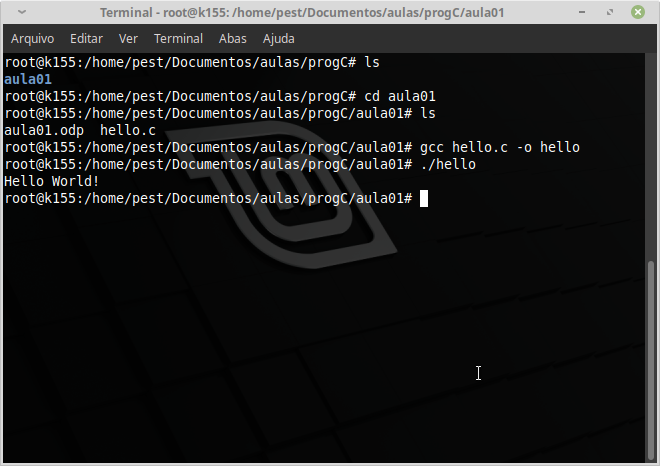 Terminal - root@k155: /home/pest/Documentos/aulas/progC/aula01
Arquivo Editar Ver Terminal Abas Ajuda
root@k155:/home/pest/Documentos/aulas/progC# ls
aula01
root@k155:/home/pest/Documentos/aulas/progC# cd aula01
root@k155:/home/pest/Documentos/aulas/progC/aula01# ls
aula01.odp  hello.c
root@k155:/home/pest/Documentos/aulas/progC/aula01# gcc hello.c -o hello
root@k155:/home/pest/Documentos/aulas/progC/aula01# ./hello
Hello World!
root@k155:/home/pest/Documentos/aulas/progC/aula01#